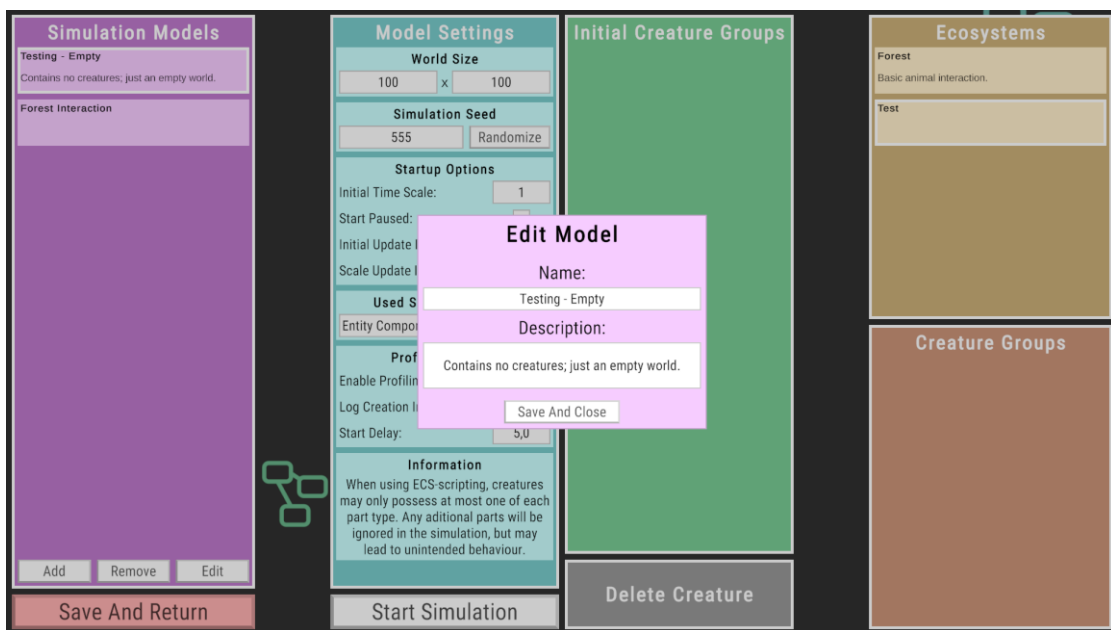 Simulation Models
Testing - Empty
Contains no creatures; just an empty world.
Forest Interaction
Add
Remove
Edit
Save And Return
Model Settings
World Size
100 x 100
Simulation Seed
555
Randomize
Startup Options
Initial Time Scale: 1
Start Paused:
Initial Update
Scale Update
Used S
Entity Compo
Prof
Enable Profilin
Log Creation I
Start Delay: 5,0
Information
When using ECS-scripting, creatures
may only possess at most one of each
part type. Any aditional parts will be
ignored in the simulation, but may
lead to unintended behaviour.
Start Simulation
Edit Model
Name:
Testing - Empty
Description:
Contains no creatures; just an empty world.
Save And Close
Initial Creature Groups
Delete Creature
Ecosystems
Forest
Basic animal interaction.
Test
Creature Groups